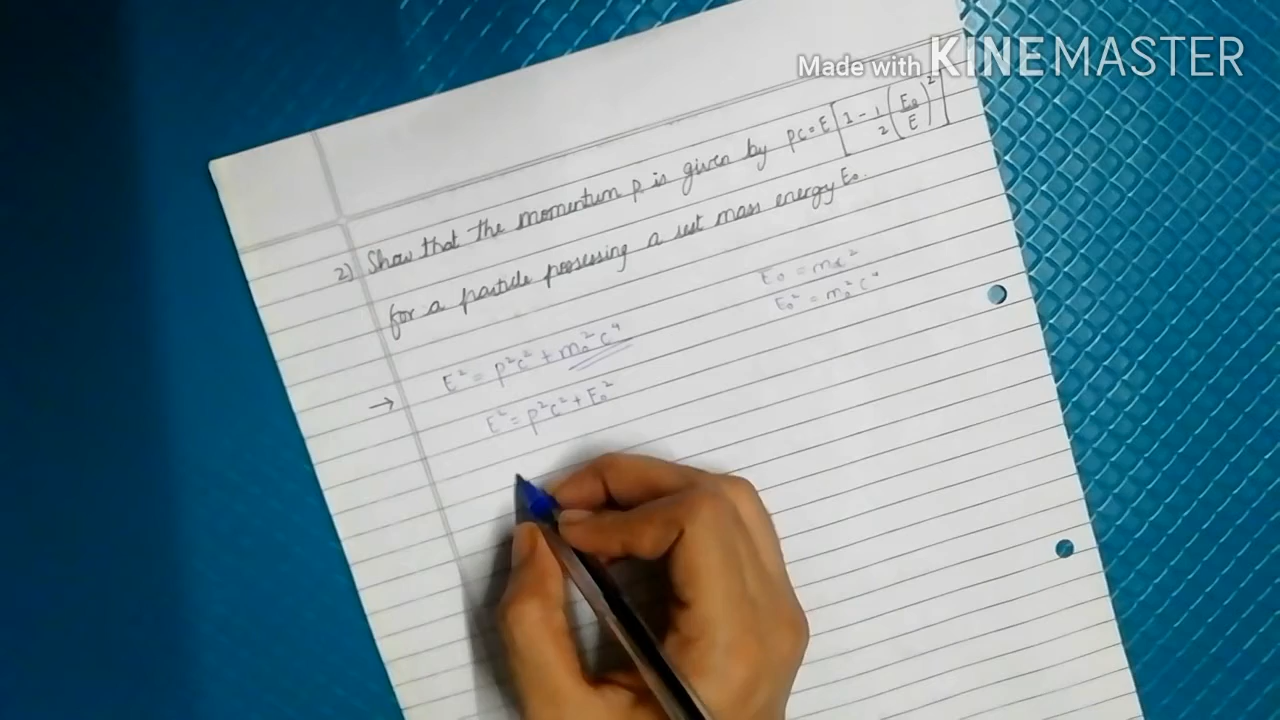 Made with KINEMASTER
2) Show that the momentum p is given by pc = E [1 - 1/2 (E₀/E)²]
for a particle possessing a rest mass energy E₀.
E₀ = m₀c²
E₀² = m₀²c⁴
→ E² = p²c² + m₀²c⁴
E² = p²c² + E₀²